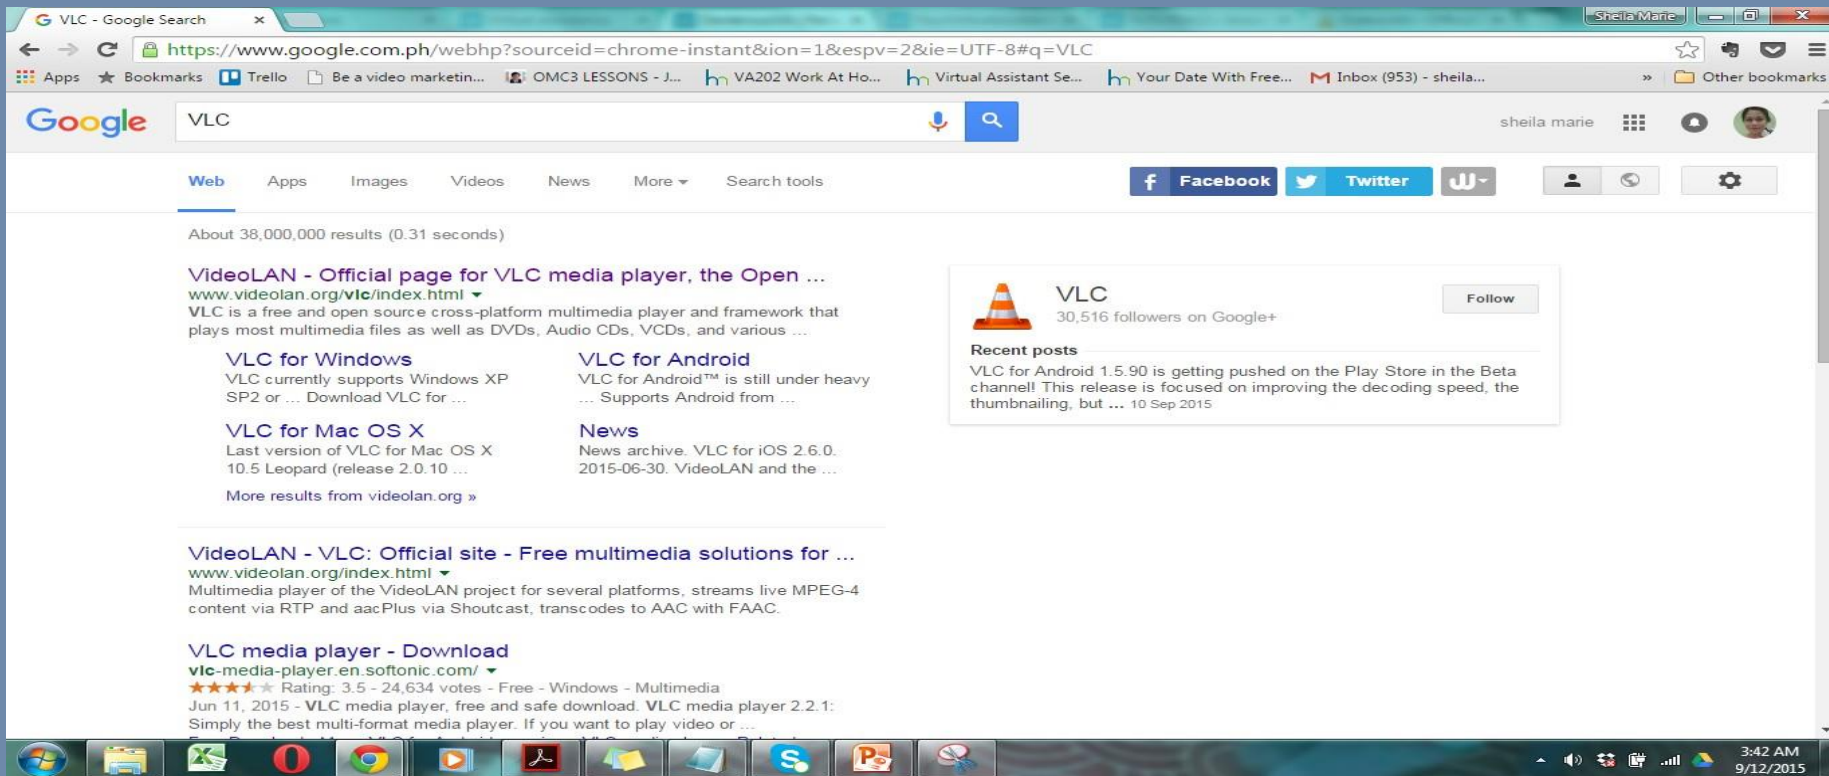 VLC - Google Search
Sheila Marie
https://www.google.com.ph/webhp?sourceid=chrome-instant&ion=1&espv=2&ie=UTF-8#q=VLC
Apps Bookmarks Trello Be a video marketin... OMC3 LESSONS - J... VA202 Work At Ho... Virtual Assistant Se... Your Date With Free... Inbox (953) - sheila... » Other bookmarks
Google VLC sheila marie
Web Apps Images Videos News More Search tools Facebook Twitter
About 38,000,000 results (0.31 seconds)
VideoLAN - Official page for VLC media player, the Open ...
www.videolan.org/vlc/index.html
VLC is a free and open source cross-platform multimedia player and framework that
plays most multimedia files as well as DVDs, Audio CDs, VCDs, and various ...
VLC for Windows
VLC currently supports Windows XP
SP2 or ... Download VLC for ...
VLC for Android
VLC for Android™ is still under heavy
... Supports Android from ...
VLC for Mac OS X
Last version of VLC for Mac OS X
10.5 Leopard (release 2.0.10 ...
News
News archive. VLC for iOS 2.6.0.
2015-06-30. VideoLAN and the ...
More results from videolan.org »
VideoLAN - VLC: Official site - Free multimedia solutions for ...
www.videolan.org/index.html
Multimedia player of the VideoLAN project for several platforms, streams live MPEG-4
content via RTP and aacPlus via Shoutcast, transcodes to AAC with FAAC.
VLC media player - Download
vlc-media-player.en.softonic.com/
Rating: 3.5 - 24,634 votes - Free - Windows - Multimedia
Jun 11, 2015 - VLC media player, free and safe download. VLC media player 2.2.1:
Simply the best multi-format media player. If you want to play video or ...
VLC
Follow
30,516 followers on Google+
Recent posts
VLC for Android 1.5.90 is getting pushed on the Play Store in the Beta
channel! This release is focused on improving the decoding speed, the
thumbnailing, but ... 10 Sep 2015
3:42 AM
9/12/2015